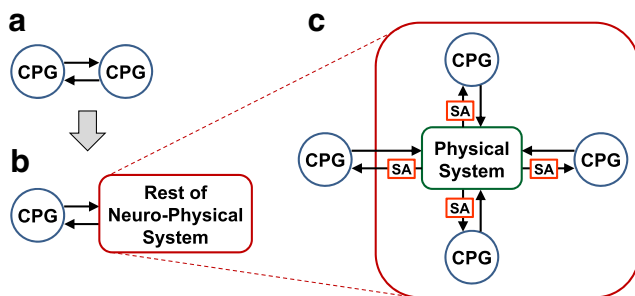 a
CPG CPG
b
CPG
Rest of
Neuro-Physical
System
c
CPG
SA
CPG
SA
Physical
System
SA
CPG
SA
CPG